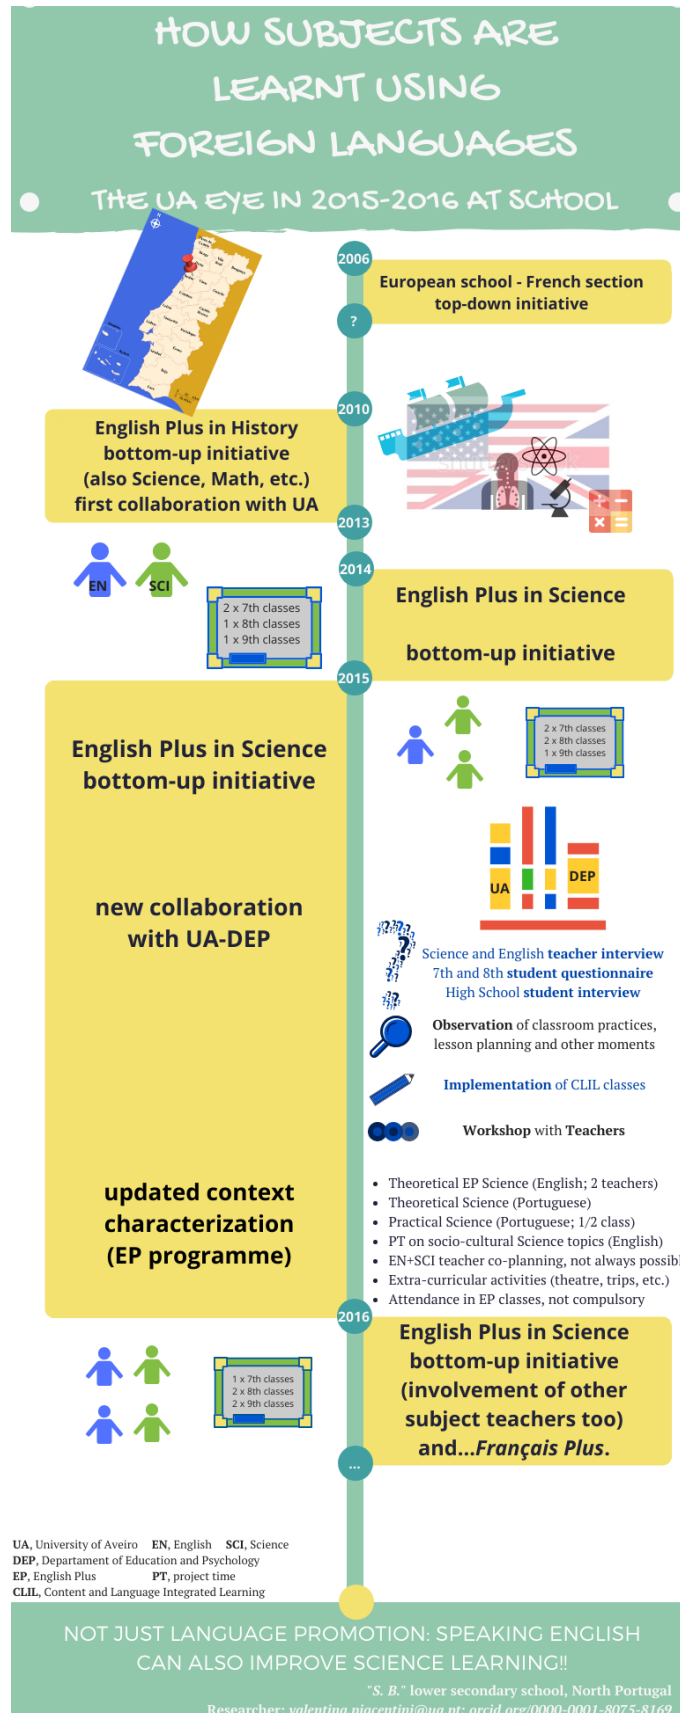 HOW SUBJECTS ARE
LEARNT USING
FOREIGN LANGUAGES
THE UA EYE IN 2015-2016 AT SCHOOL
2006
European school - French section
top-down initiative
?
2010
English Plus in History
bottom-up initiative
(also Science, Math, etc.)
first collaboration with UA
2013
EN
SCI
2 x 7th classes
1 x 8th classes
1 x 9th classes
2014
English Plus in Science
bottom-up initiative
2015
English Plus in Science
bottom-up initiative
2 x 7th classes
2 x 8th classes
1 x 9th classes
new collaboration
with UA-DEP
UA
DEP
Science and English teacher interview
7th and 8th student questionnaire
High School student interview
Observation of classroom practices,
lesson planning and other moments
Implementation of CLIL classes
Workshop with Teachers
updated context
characterization
(EP programme)
• Theoretical EP Science (English; 2 teachers)
• Theoretical Science (Portuguese)
• Practical Science (Portuguese; 1/2 class)
• PT on socio-cultural Science topics (English)
• EN+SCI teacher co-planning, not always possibl
• Extra-curricular activities (theatre, trips, etc.)
• Attendance in EP classes, not compulsory
2016
English Plus in Science
bottom-up initiative
(involvement of other
subject teachers too)
and...Français Plus.
1 x 7th classes
2 x 8th classes
2 x 9th classes
...
UA, University of Aveiro EN, English SCI, Science
DEP, Departament of Education and Psychology
EP, English Plus PT, project time
CLIL, Content and Language Integrated Learning
NOT JUST LANGUAGE PROMOTION: SPEAKING ENGLISH
CAN ALSO IMPROVE SCIENCE LEARNING!!
"S. B." lower secondary school, North Portugal
Researcher: valentina.piacentini@ua.pt; orcid.org/0000-0001-8075-8169